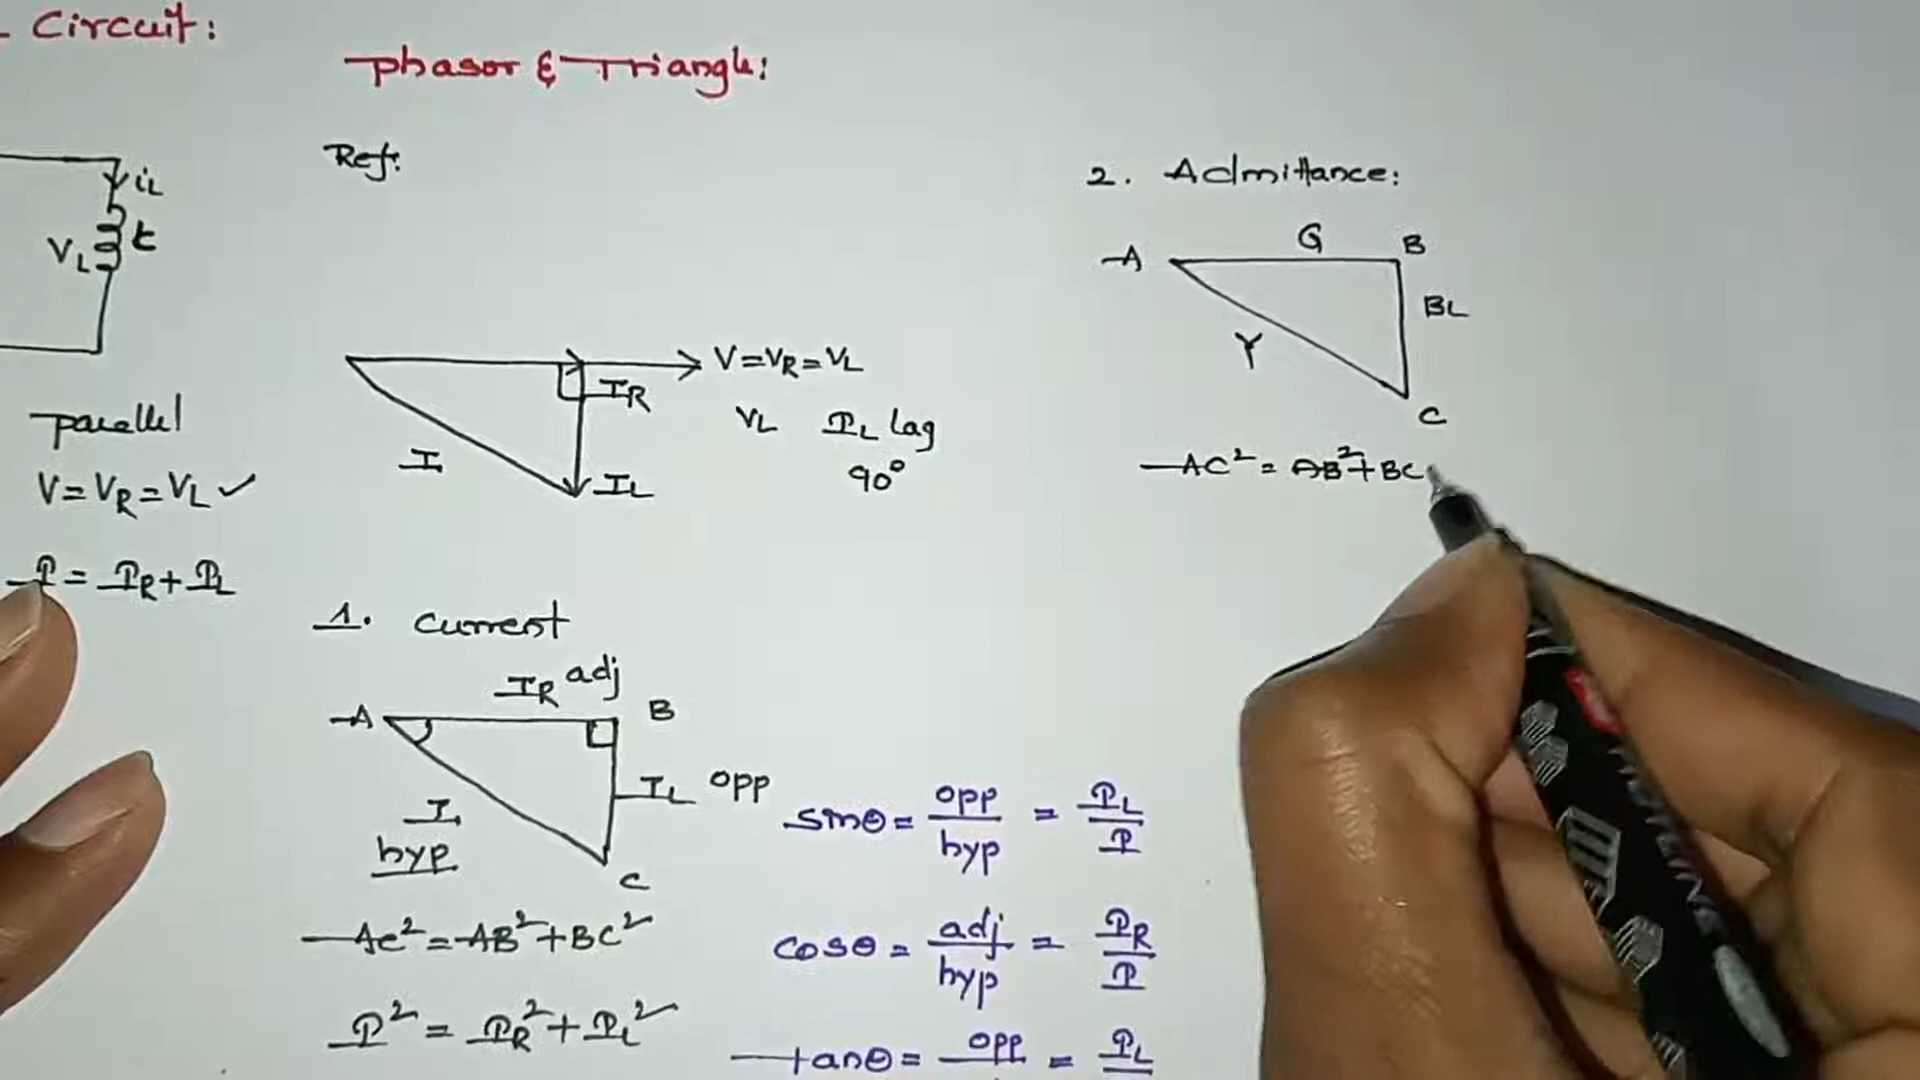 Circuit:
Phasor & Triangle:
iL
VL L
parallel
V=VR=VL ✓
I = IR+IL
Ref:
V=VR=VL
IR
VL IL lag
90°
I
IL
1. Current
IR adj
A B
IL opp
I
hyp
C
AC²=AB²+BC²
I² = IR²+IL²
sinθ = opp/hyp = IL/I
cosθ = adj/hyp = IR/I
tanθ = opp = IL
2. Admittance:
G
A B
BL
Y
C
AC² = AB²+BC